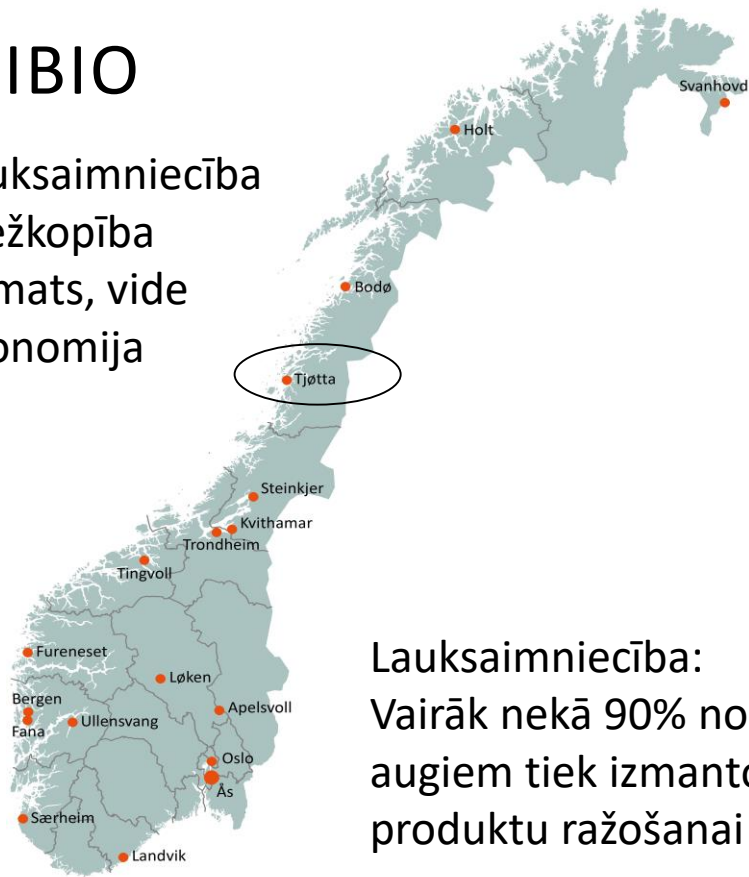 IBIO
uksaimniecība
ežkopība
mats, vide
onomija
Svanhovd
Holt
Bodø
Tjøtta
Steinkjer
Kvithamar
Trondheim
Tingvoll
Fureneset
Løken
Bergen
Apelsvoll
Fana
Ullensvang
Oslo
Ås
Særheim
Landvik
Lauksaimniecība:
Vairāk nekā 90% no
augiem tiek izmanto
produktu ražošanai